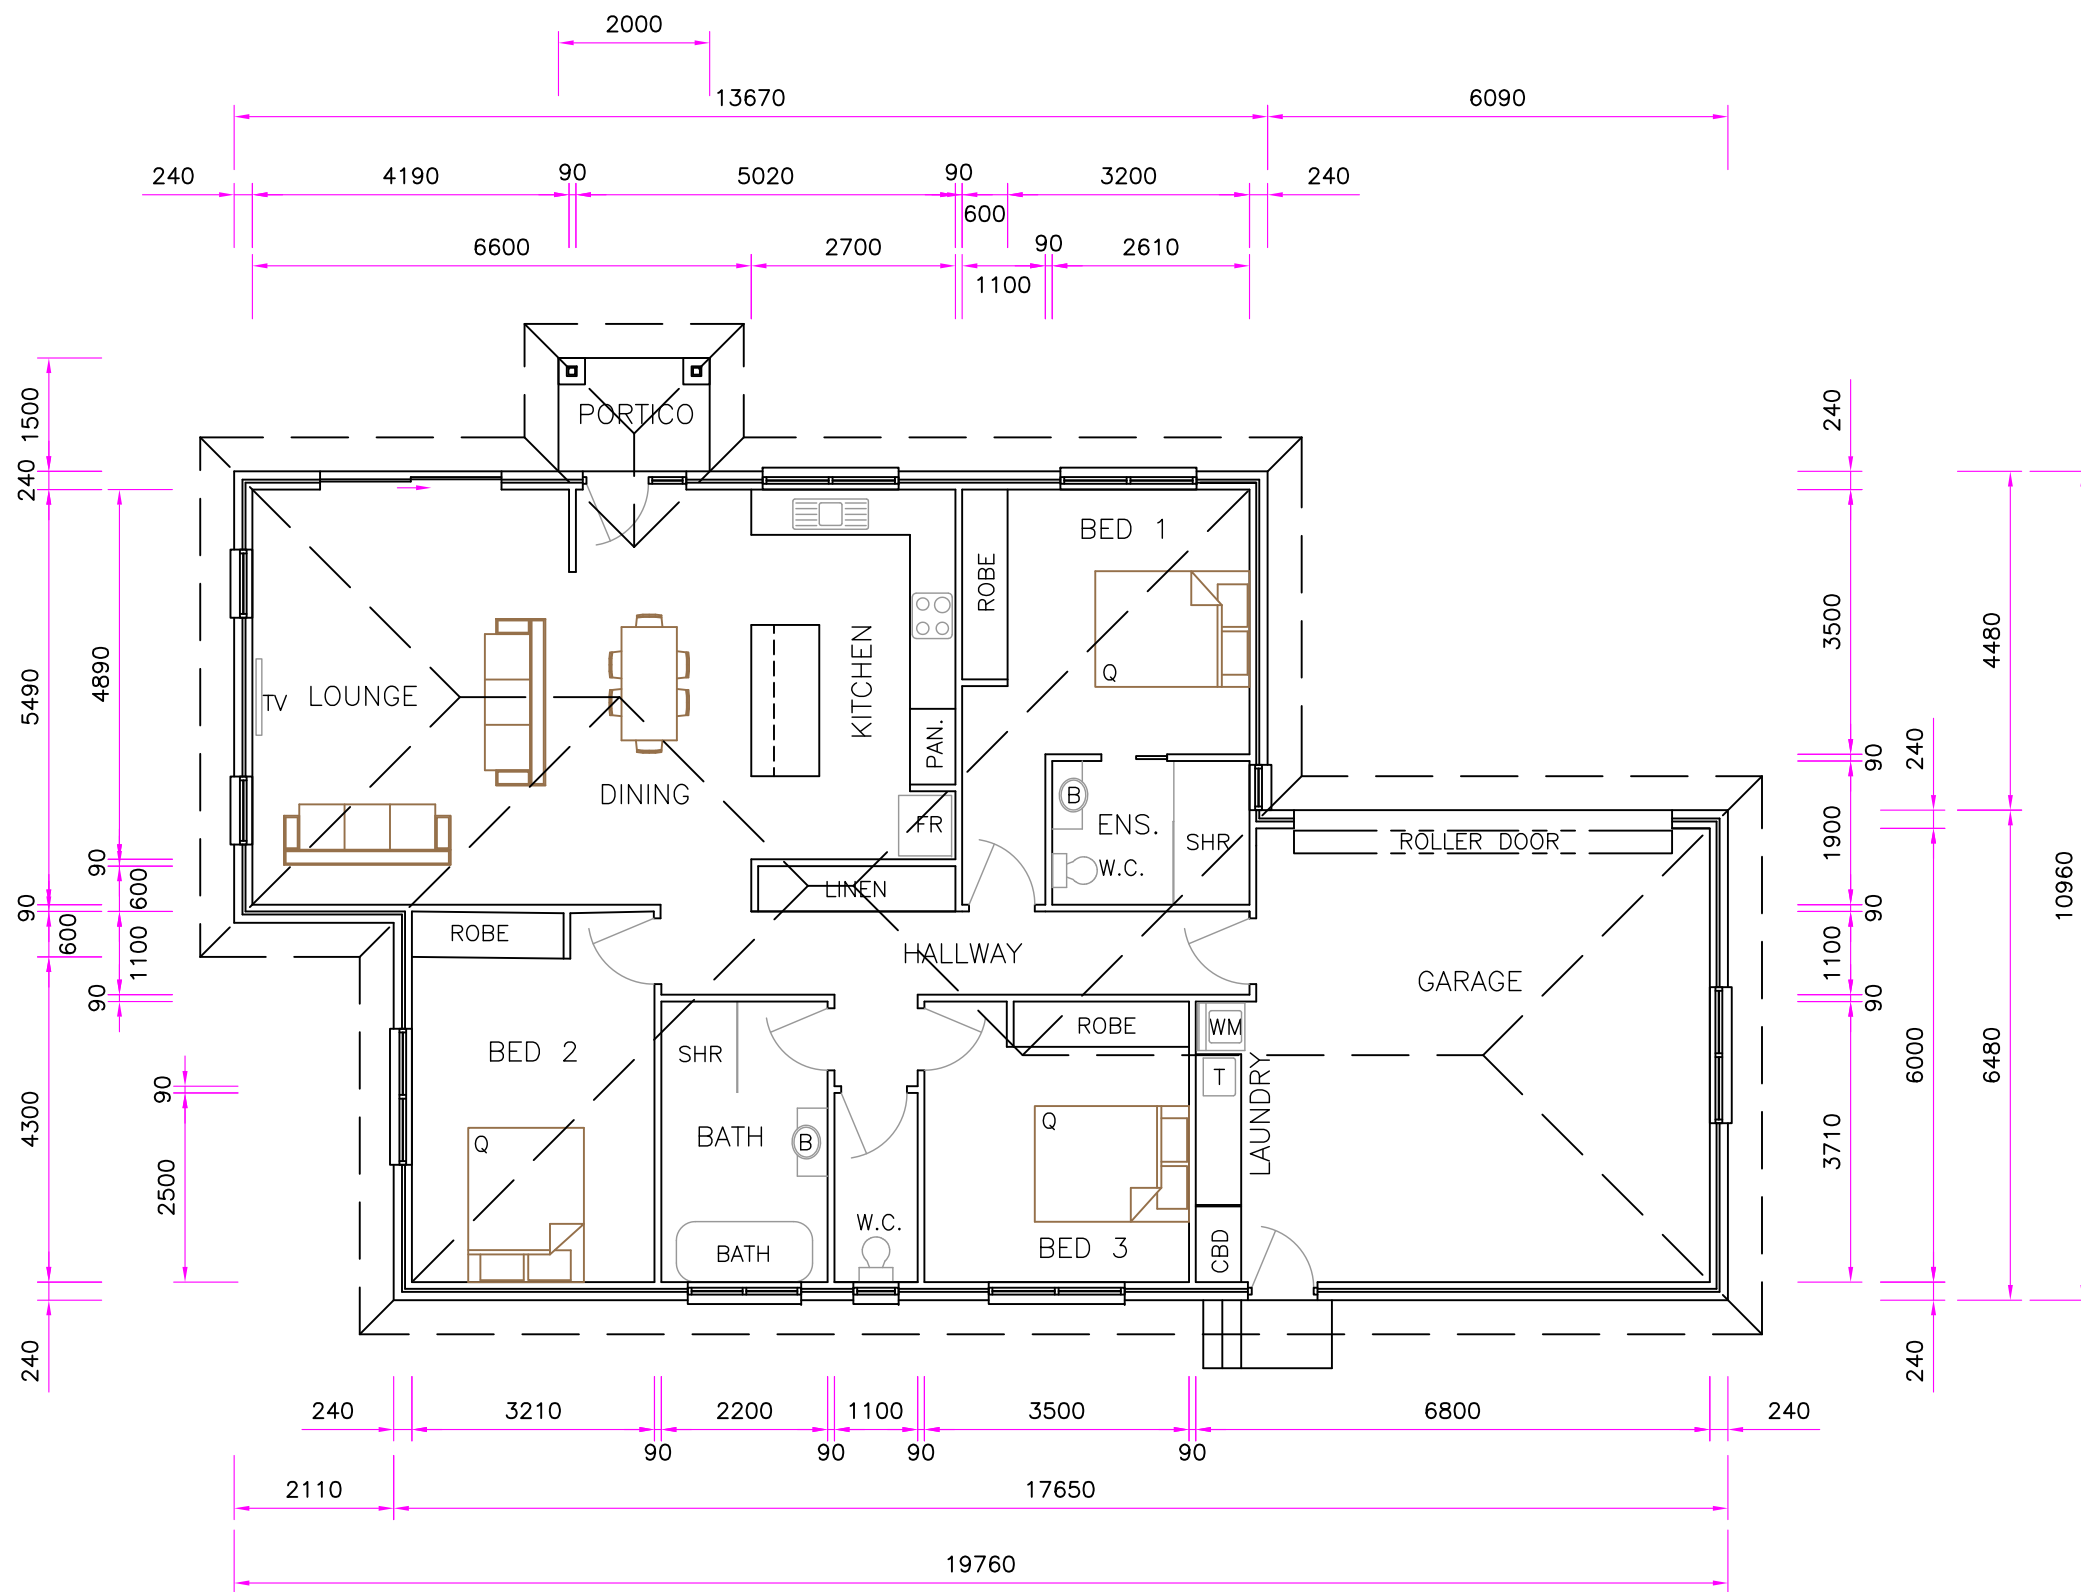 2000
13670
6090
240
4190
90
5020
90
3200
240
600
6600
2700
90
2610
1100
PORTICO
1500
240
5490
4890
90
600
90
600
1100
90
4300
90
2500
240
BED 1
ROBE
Q
KITCHEN
TV
LOUNGE
PAN.
DINING
B
ENS.
FR
SHR
W.C.
LINEN
ROLLER DOOR
ROBE
HALLWAY
GARAGE
WM
ROBE
BED 2
SHR
T
LAUNDRY
Q
BATH
B
Q
W.C.
BED 3
BATH
CBD
240
3500
4480
90
240
1900
10960
90
1100
90
6000
6480
3710
240
240
3210
2200
1100
3500
6800
240
90
90
90
90
2110
17650
19760